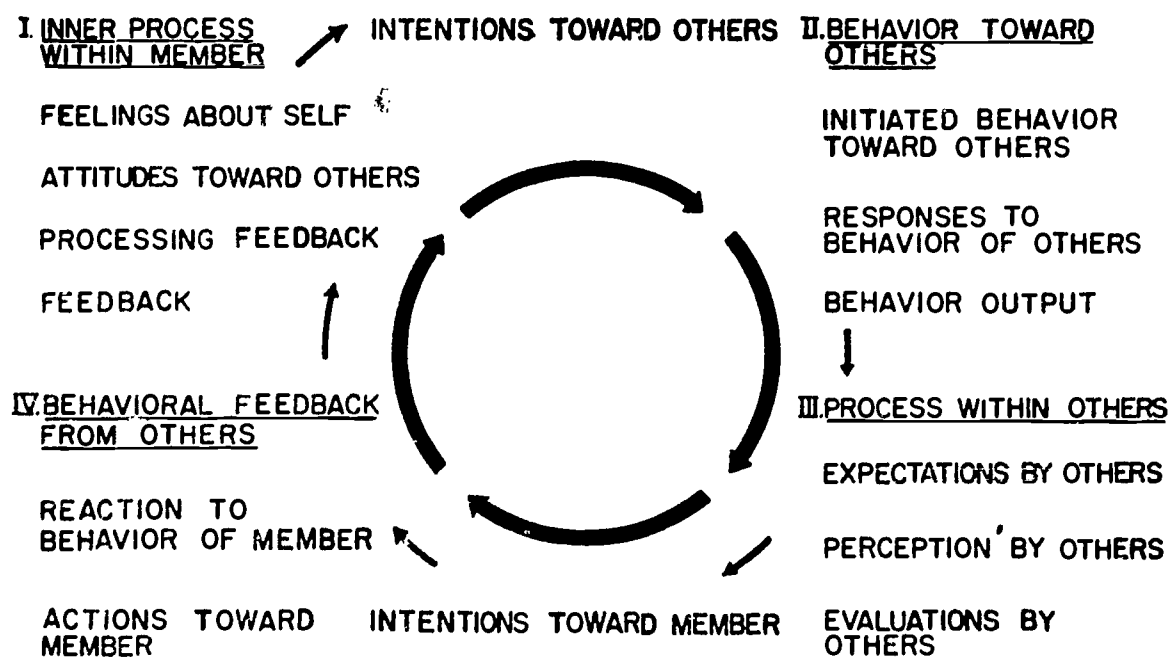 I. INNER PROCESS
WITHIN MEMBER
FEELINGS ABOUT SELF
ATTITUDES TOWARD OTHERS
PROCESSING FEEDBACK
FEEDBACK
INTENTIONS TOWARD OTHERS
II. BEHAVIOR TOWARD
OTHERS
INITIATED BEHAVIOR
TOWARD OTHERS
RESPONSES TO
BEHAVIOR OF OTHERS
BEHAVIOR OUTPUT
III. PROCESS WITHIN OTHERS
EXPECTATIONS BY OTHERS
PERCEPTION BY OTHERS
EVALUATIONS BY
OTHERS
INTENTIONS TOWARD MEMBER
IV. BEHAVIORAL FEEDBACK
FROM OTHERS
REACTION TO
BEHAVIOR OF MEMBER
ACTIONS TOWARD
MEMBER